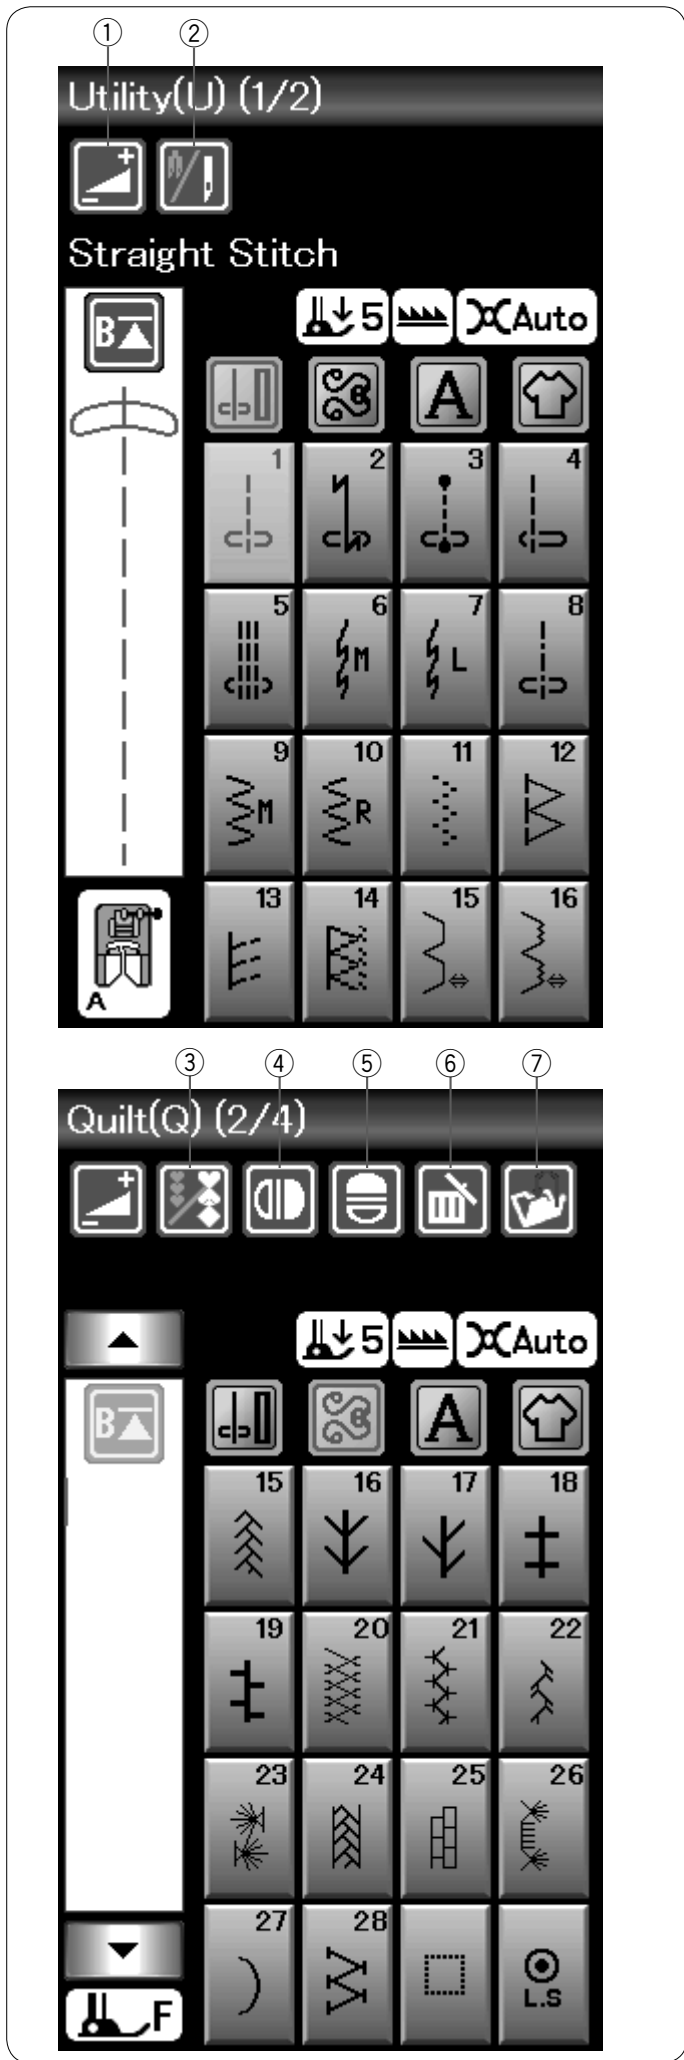 ① ②
Utility(U) (1/2)
Straight Stitch
B 5 Auto
A
1 2 3 4
5 6 7 8
M L
9 10 11 12
M R
13 14 15 16
A
③ ④ ⑤ ⑥ ⑦
Quilt(Q) (2/4)
5 Auto
B A
15 16 17 18
19 20 21 22
23 24 25 26
27 28
L.S
F